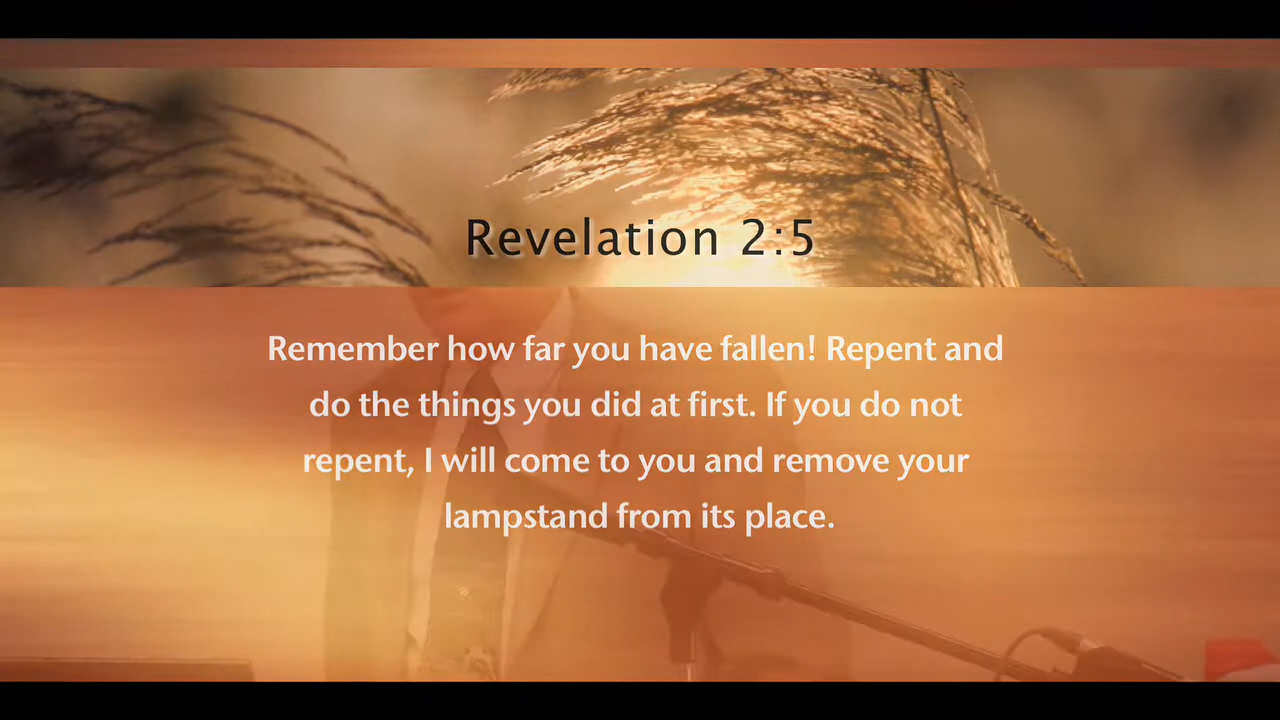 Revelation 2:5
Remember how far you have fallen! Repent and
do the things you did at first. If you do not
repent, I will come to you and remove your
lampstand from its place.